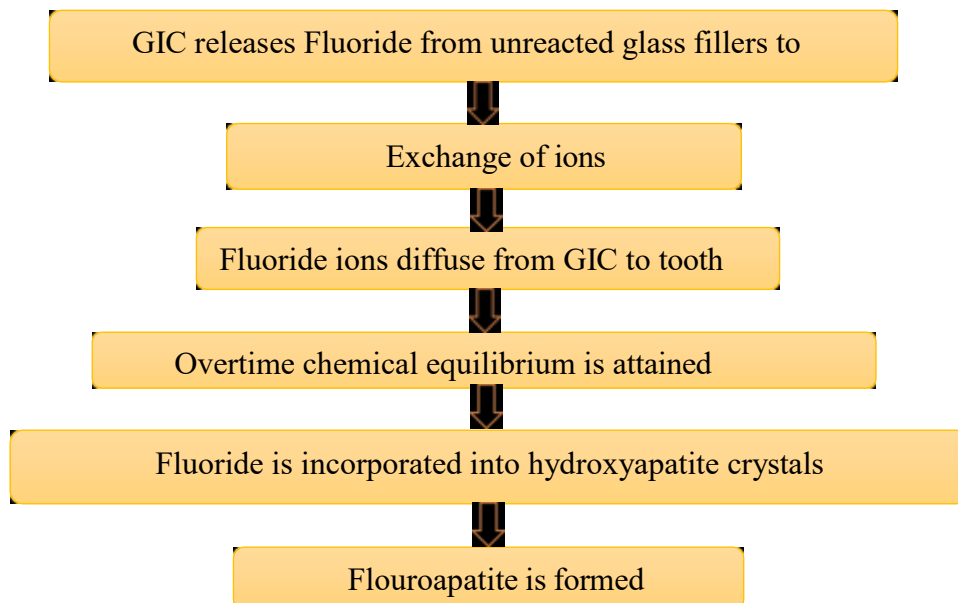 GIC releases Fluoride from unreacted glass fillers to
Exchange of ions
Fluoride ions diffuse from GIC to tooth
Overtime chemical equilibrium is attained
Fluoride is incorporated into hydroxyapatite crystals
Flouroapatite is formed